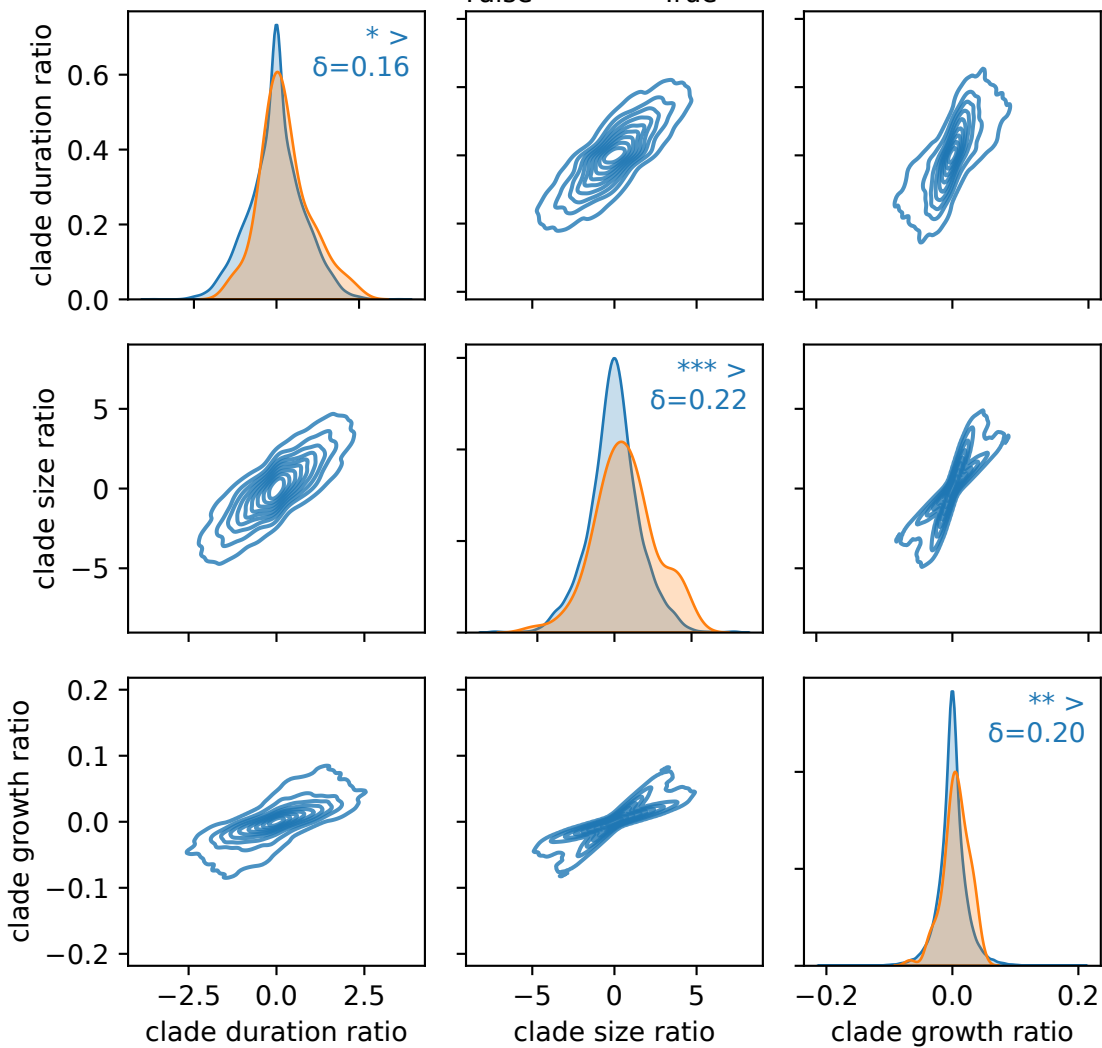 False True
clade duration ratio
0.6
0.4
0.2
0.0
* >
δ=0.16
clade size ratio
5
0
−5
*** >
δ=0.22
clade growth ratio
0.2
0.1
0.0
−0.1
−0.2
** >
δ=0.20
−2.5 0.0 2.5
−5 0 5
−0.2 0.0 0.2
clade duration ratio
clade size ratio
clade growth ratio